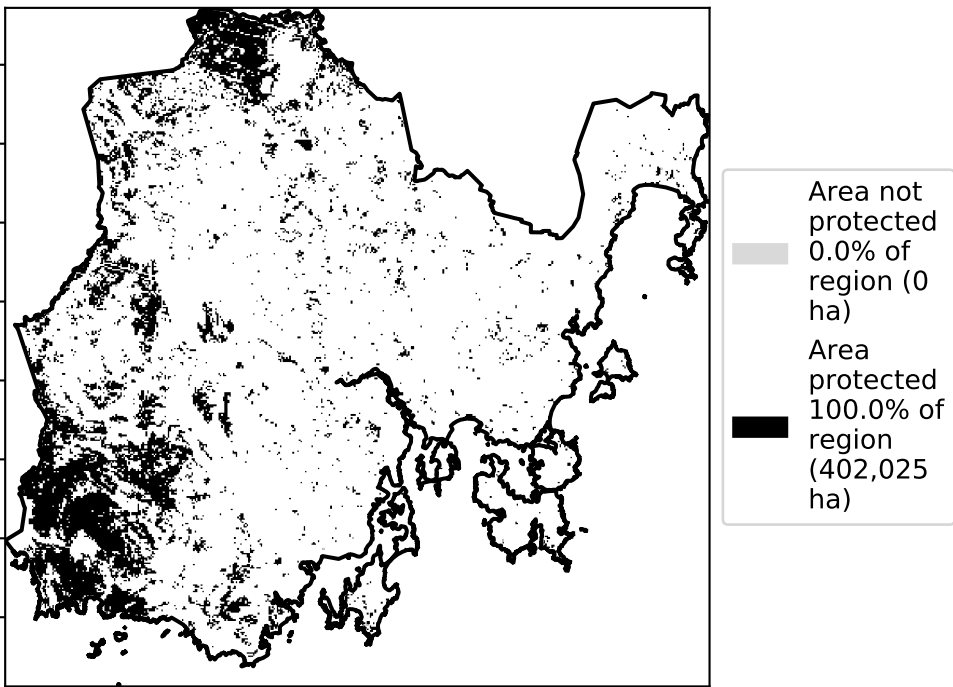 Area not
protected
0.0% of
region (0
ha)
Area
protected
100.0% of
region
(402,025
ha)